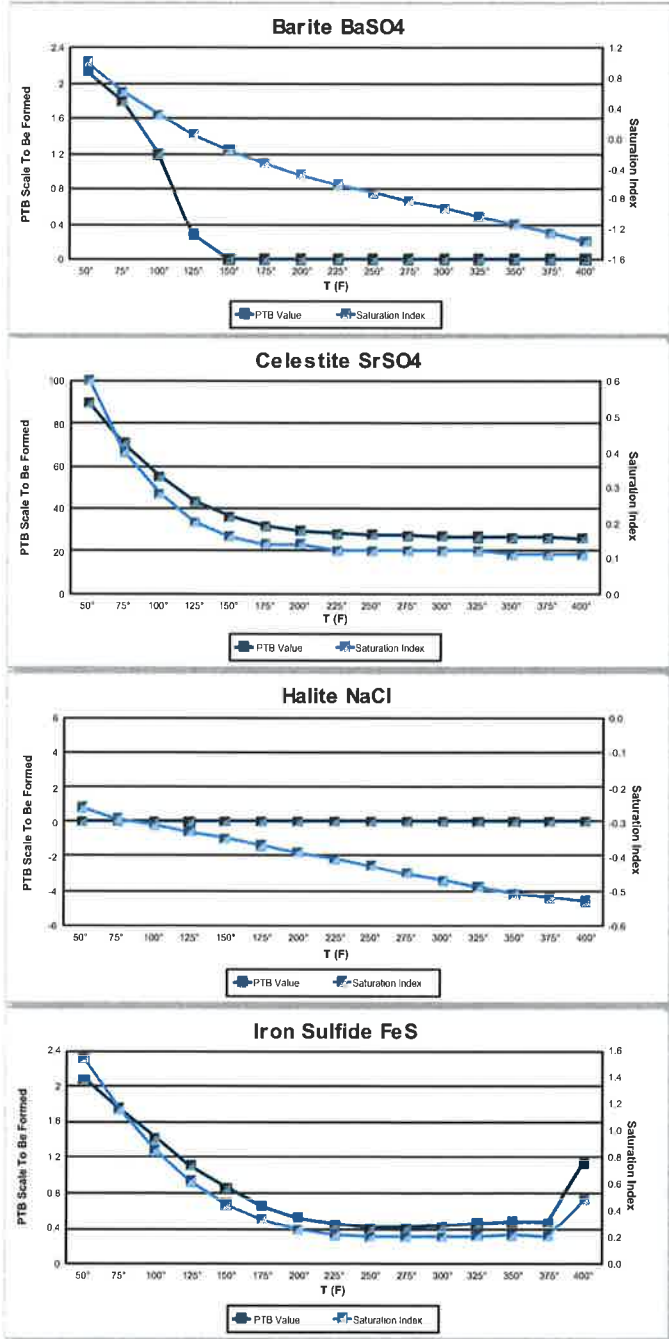 Barite BaSO4
PTB Scale To Be Formed
2.4
2
1.6
1.2
0.8
0.4
0
1.2
0.8
0.4
0.0
-0.4
-0.8
-1.2
-1.6
Saturation Index
50° 75° 100° 125° 150° 175° 200° 225° 250° 275° 300° 325° 350° 375° 400°
T (F)
PTB Value Saturation Index
Celestite SrSO4
PTB Scale To Be Formed
100
80
60
40
20
0
0.6
0.5
0.4
0.3
0.2
0.1
0.0
Saturation Index
50° 75° 100° 125° 150° 175° 200° 225° 250° 275° 300° 325° 350° 375° 400°
T (F)
PTB Value Saturation Index
Halite NaCl
PTB Scale To Be Formed
6
4
2
0
-2
-4
-6
0.0
-0.1
-0.2
-0.3
-0.4
-0.5
-0.6
Saturation Index
50° 75° 100° 125° 150° 175° 200° 225° 250° 275° 300° 325° 350° 375° 400°
T (F)
PTB Value Saturation Index
Iron Sulfide FeS
PTB Scale To Be Formed
2.4
2
1.6
1.2
0.8
0.4
0
1.6
1.4
1.2
1.0
0.8
0.6
0.4
0.2
0.0
Saturation Index
50° 75° 100° 125° 150° 175° 200° 225° 250° 275° 300° 325° 350° 375° 400°
T (F)
PTB Value Saturation Index